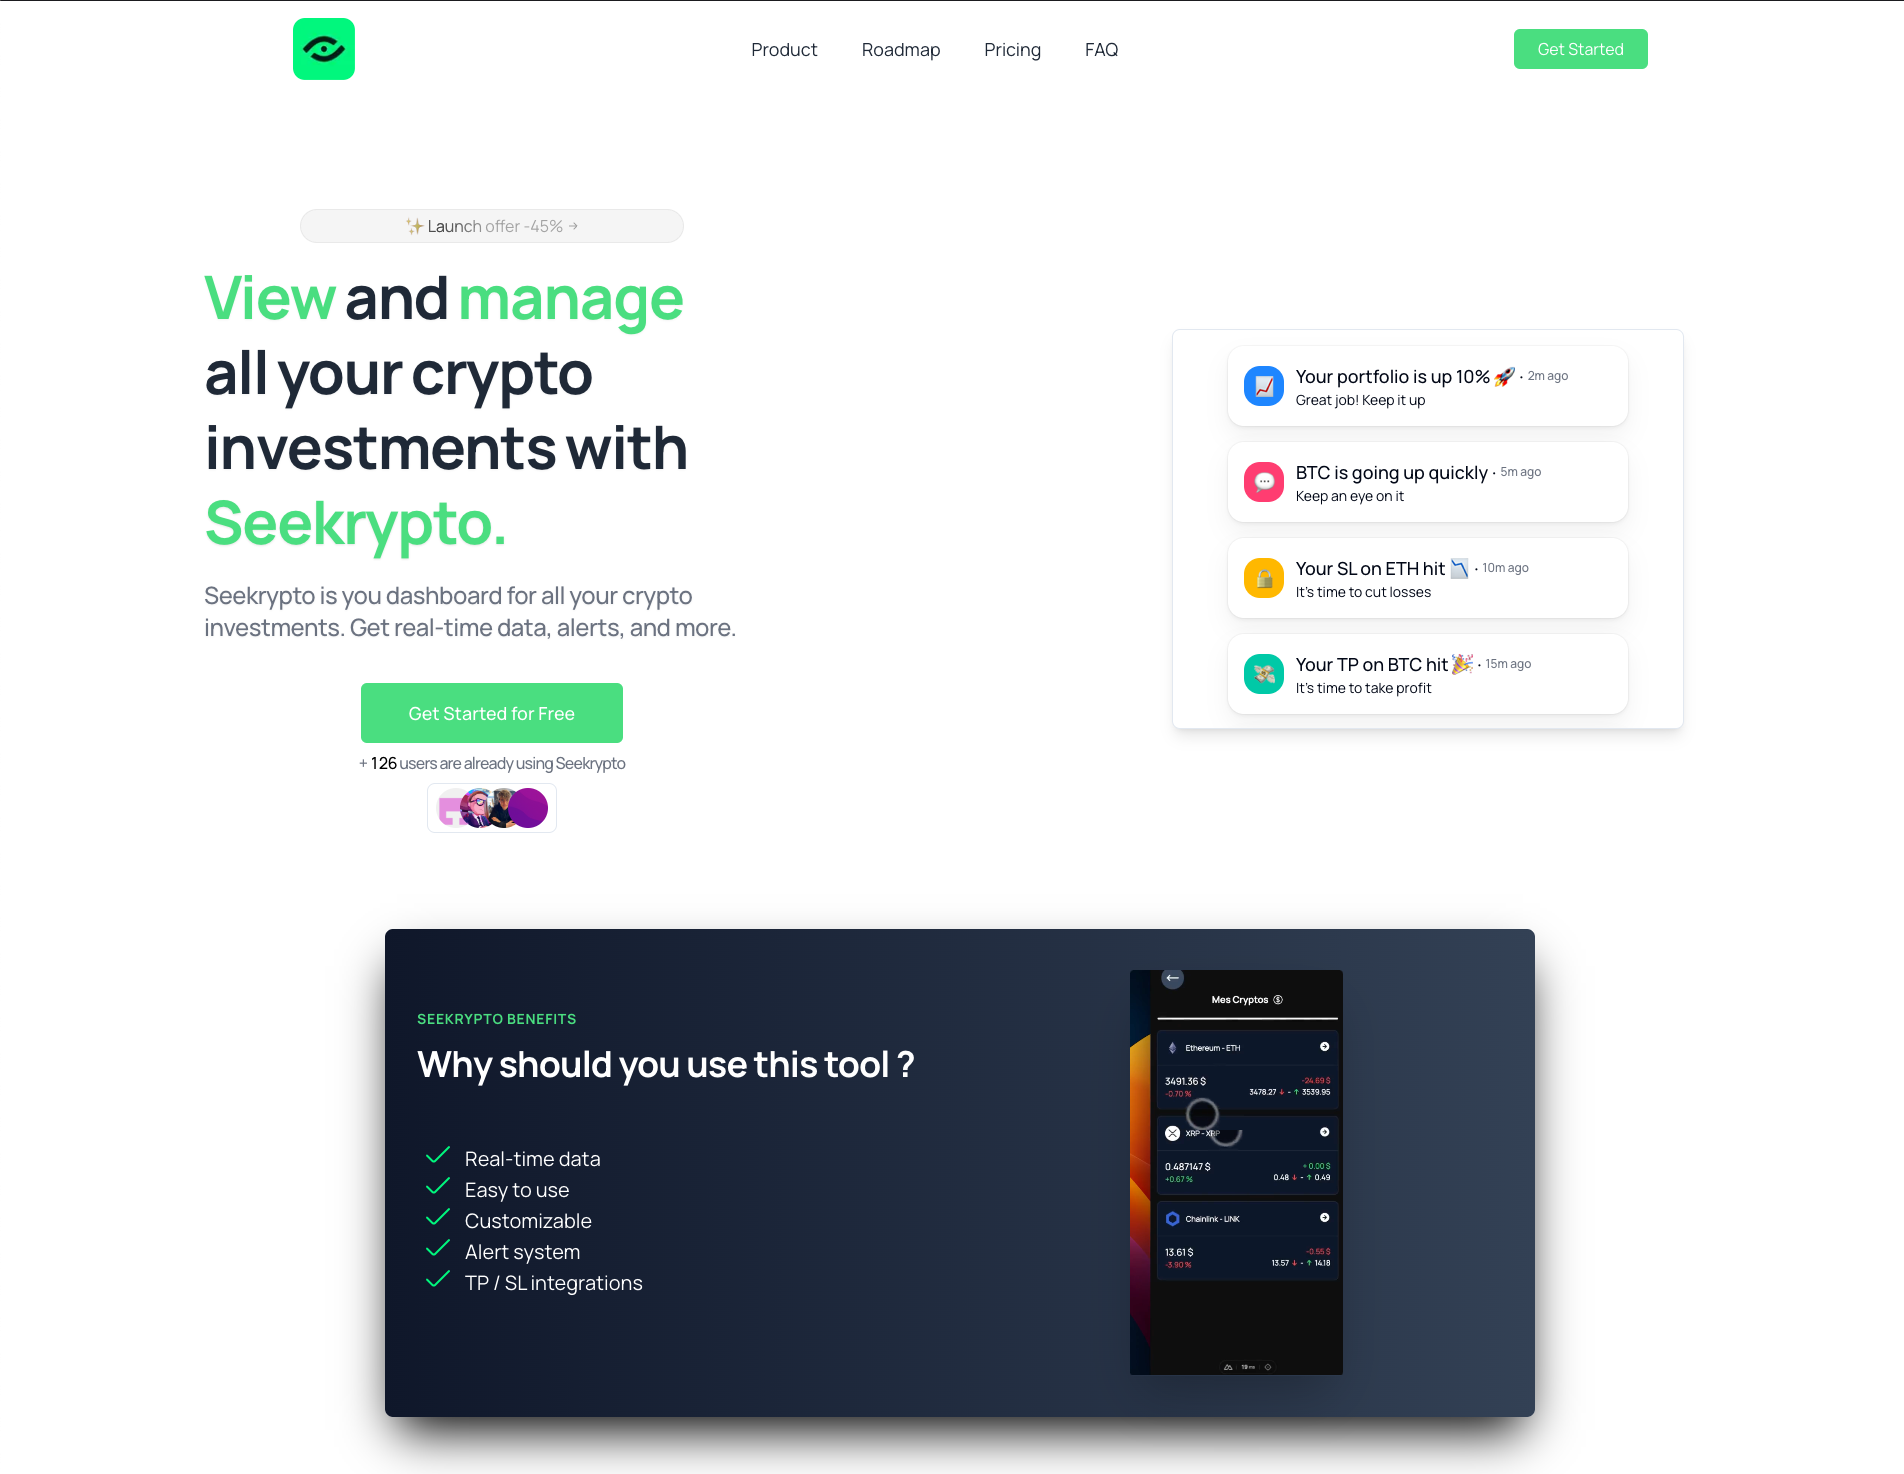 Product
Roadmap
Pricing
FAQ
Get Started
✨ Launch offer -45% →
View and manage
all your crypto
investments with
Seekrypto.
Seekrypto is you dashboard for all your crypto
investments. Get real-time data, alerts, and more.
Get Started for Free
+ 126 users are already using Seekrypto
Your portfolio is up 10% 🚀 · 2m ago
Great job! Keep it up
BTC is going up quickly · 5m ago
Keep an eye on it
Your SL on ETH hit 📉 · 10m ago
It's time to cut losses
Your TP on BTC hit 🎉 · 15m ago
It's time to take profit
SEEKRYPTO BENEFITS
Why should you use this tool ?
Real-time data
Easy to use
Customizable
Alert system
TP / SL integrations
Mes Cryptos
Ethereum - ETH
3491.36 $
-24.69 $
-0.70 %
3478.27 ↓ - ↑ 3539.95
XRP - XRP
0.487147 $
+ 0.00 $
+0.67 %
0.48 ↓ - ↑ 0.49
Chainlink - LINK
13.61 $
-0.55 $
-3.90 %
13.57 ↓ - ↑ 14.18
19 ms